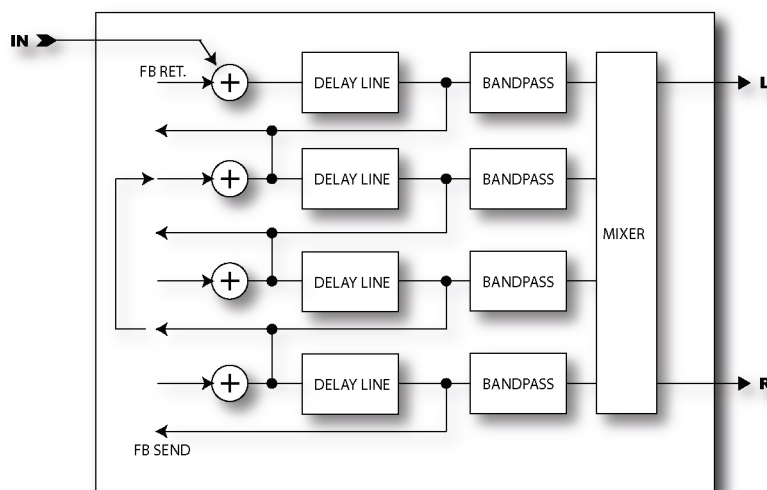 IN
FB RET.
+
DELAY LINE
BANDPASS
L
+
DELAY LINE
BANDPASS
MIXER
+
DELAY LINE
BANDPASS
+
DELAY LINE
BANDPASS
R
FB SEND